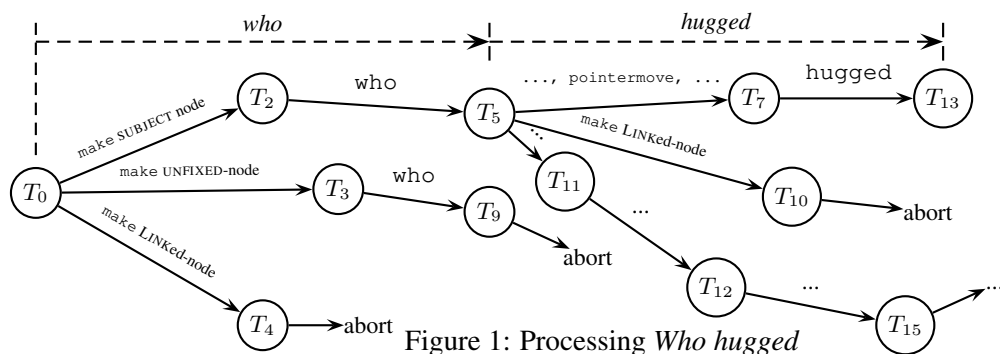 who hugged
make SUBJECT node
T2
who
T5
..., pointermove, ...
T7
hugged
T13
T0
make UNFIXED-node
T3
who
T9
abort
...
T11
make LINKed-node
T10
abort
make LINKed-node
T4
abort
...
T12
...
T15
...
Figure 1: Processing Who hugged